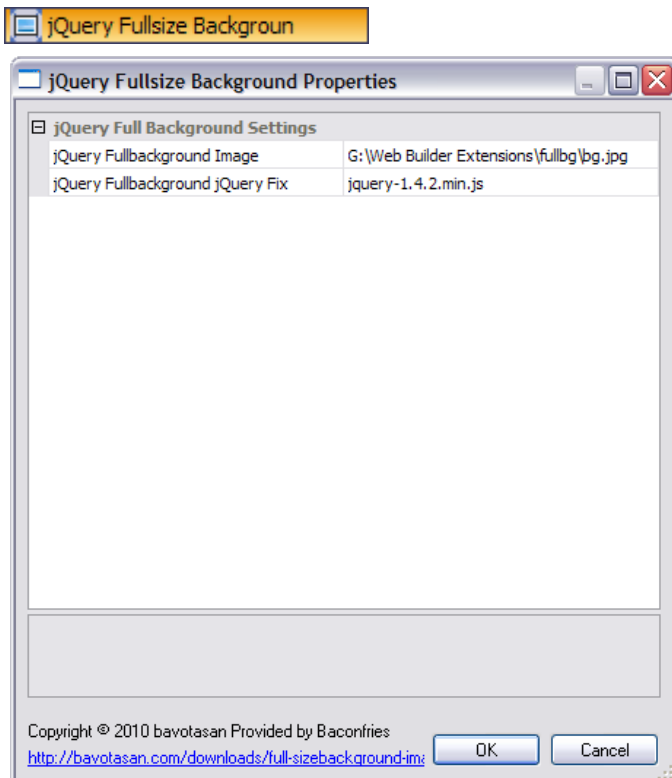 jQuery Fullsize Backgroun
jQuery Fullsize Background Properties
jQuery Full Background Settings
jQuery Fullbackground Image G:\Web Builder Extensions\fullbg\bg.jpg
jQuery Fullbackground jQuery Fix jquery-1.4.2.min.js
Copyright © 2010 bavotasan Provided by Baconfries
http://bavotasan.com/downloads/full-sizebackground-ima
OK Cancel